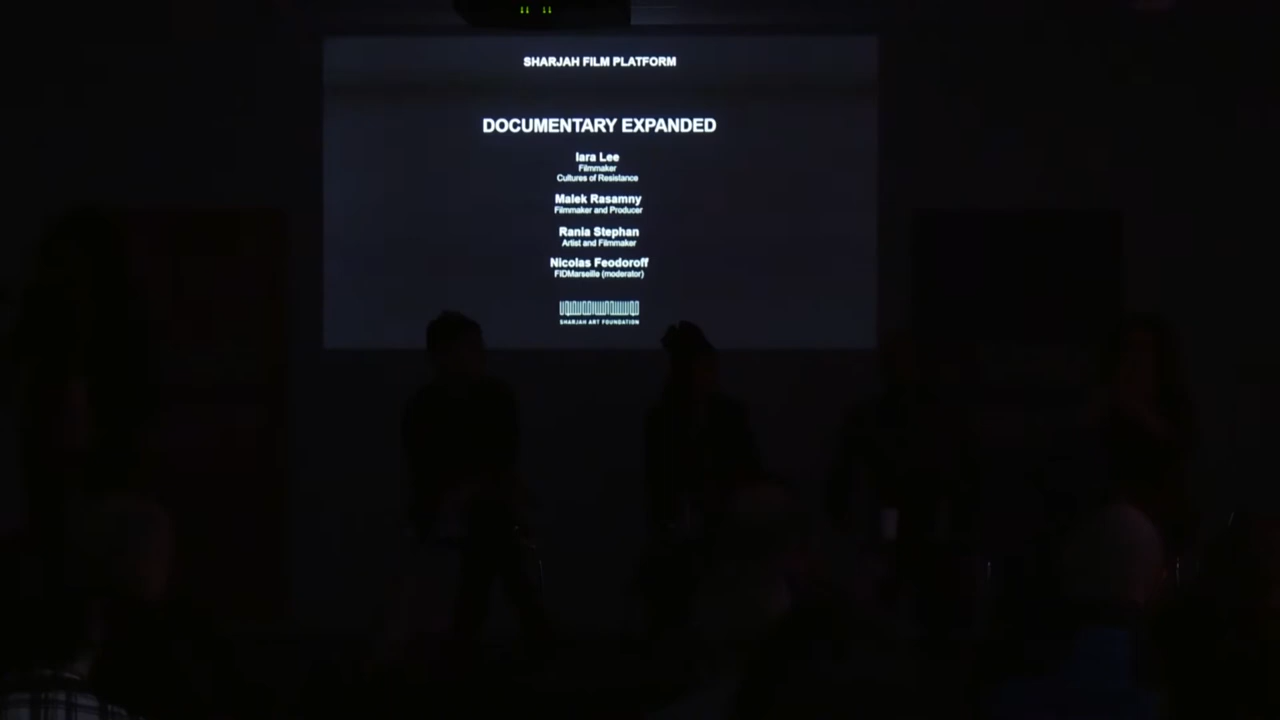 SHARJAH FILM PLATFORM
DOCUMENTARY EXPANDED
Iara Lee
Filmmaker
Cultures of Resistance
Malek Rasamny
Filmmaker and Producer
Rania Stephan
Artist and Filmmaker
Nicolas Feodoroff
FIDMarseille (moderator)
SHARJAH ART FOUNDATION